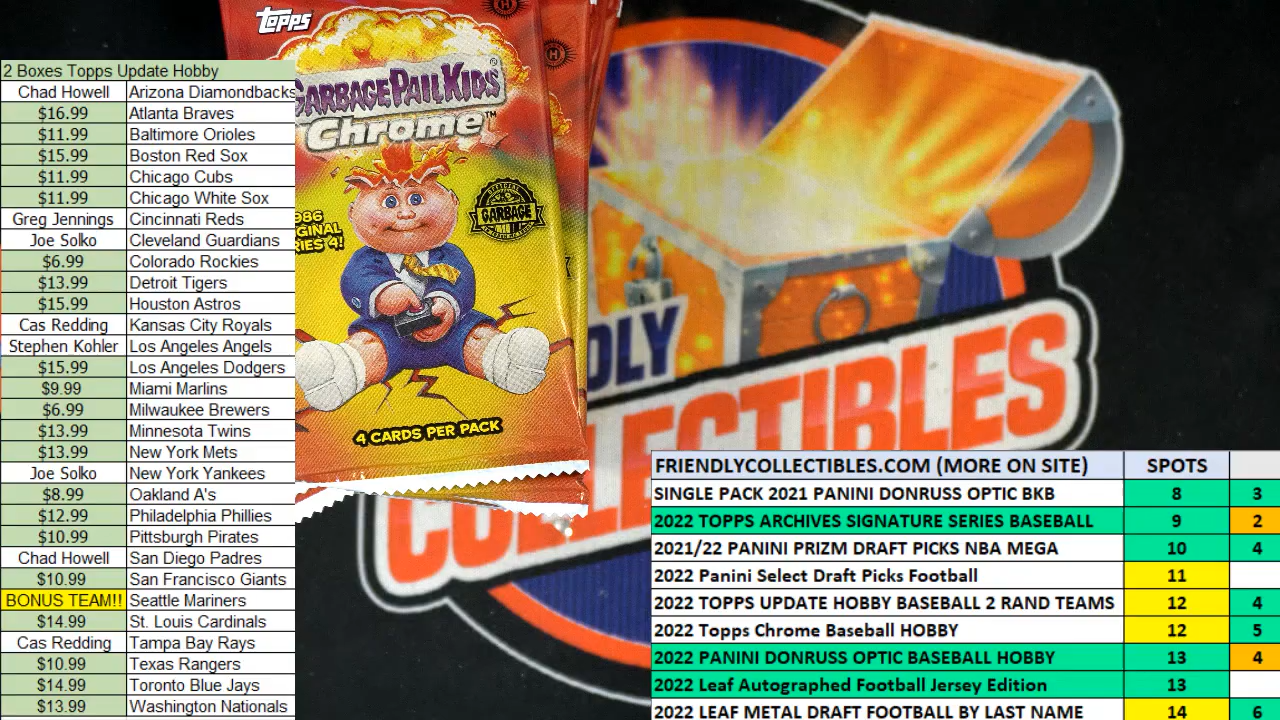 2 Boxes Topps Update Hobby
Chad Howell Arizona Diamondbacks
$16.99 Atlanta Braves
$11.99 Baltimore Orioles
$15.99 Boston Red Sox
$11.99 Chicago Cubs
$11.99 Chicago White Sox
Greg Jennings Cincinnati Reds
Joe Solko Cleveland Guardians
$6.99 Colorado Rockies
$13.99 Detroit Tigers
$15.99 Houston Astros
Cas Redding Kansas City Royals
Stephen Kohler Los Angeles Angels
$15.99 Los Angeles Dodgers
$9.99 Miami Marlins
$6.99 Milwaukee Brewers
$13.99 Minnesota Twins
$13.99 New York Mets
Joe Solko New York Yankees
$8.99 Oakland A's
$12.99 Philadelphia Phillies
$10.99 Pittsburgh Pirates
Chad Howell San Diego Padres
$10.99 San Francisco Giants
BONUS TEAM!! Seattle Mariners
$14.99 St. Louis Cardinals
Cas Redding Tampa Bay Rays
$10.99 Texas Rangers
$14.99 Toronto Blue Jays
$13.99 Washington Nationals
Topps
GARBAGE PAIL KIDS
Chrome™
986
GINAL
RIES 4!
GARBAGE
4 CARDS PER PACK
DLY
COLLECTIBLES
FRIENDLYCOLLECTIBLES.COM (MORE ON SITE) SPOTS
SINGLE PACK 2021 PANINI DONRUSS OPTIC BKB 8 3
2022 TOPPS ARCHIVES SIGNATURE SERIES BASEBALL 9 2
2021/22 PANINI PRIZM DRAFT PICKS NBA MEGA 10 4
2022 Panini Select Draft Picks Football 11
2022 TOPPS UPDATE HOBBY BASEBALL 2 RAND TEAMS 12 4
2022 Topps Chrome Baseball HOBBY 12 5
2022 PANINI DONRUSS OPTIC BASEBALL HOBBY 13 4
2022 Leaf Autographed Football Jersey Edition 13
2022 LEAF METAL DRAFT FOOTBALL BY LAST NAME 14 6